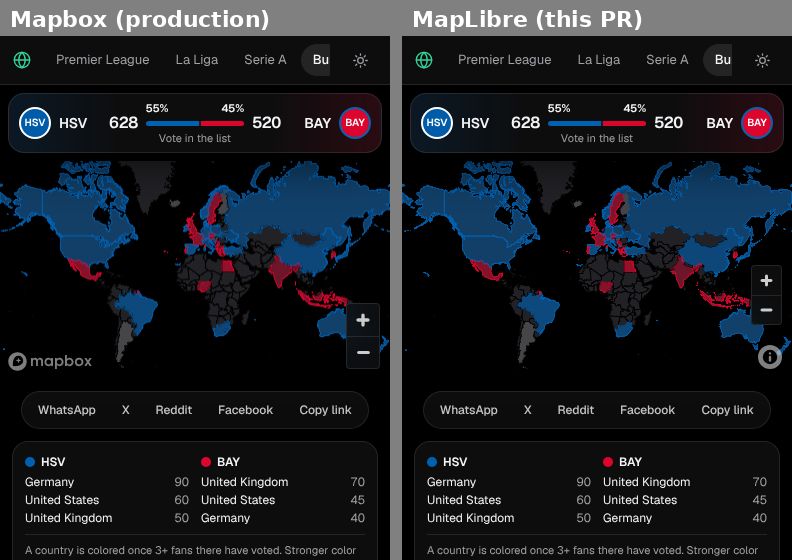 Mapbox (production)
Premier League La Liga Serie A Bu
HSV HSV 628 55% 45% 520 BAY BAY
Vote in the list
+
−
mapbox
WhatsApp X Reddit Facebook Copy link
HSV BAY
Germany 90 United Kingdom 70
United States 60 United States 45
United Kingdom 50 Germany 40
A country is colored once 3+ fans there have voted. Stronger color
MapLibre (this PR)
Premier League La Liga Serie A Bu
HSV HSV 628 55% 45% 520 BAY BAY
Vote in the list
+
−
WhatsApp X Reddit Facebook Copy link
HSV BAY
Germany 90 United Kingdom 70
United States 60 United States 45
United Kingdom 50 Germany 40
A country is colored once 3+ fans there have voted. Stronger color